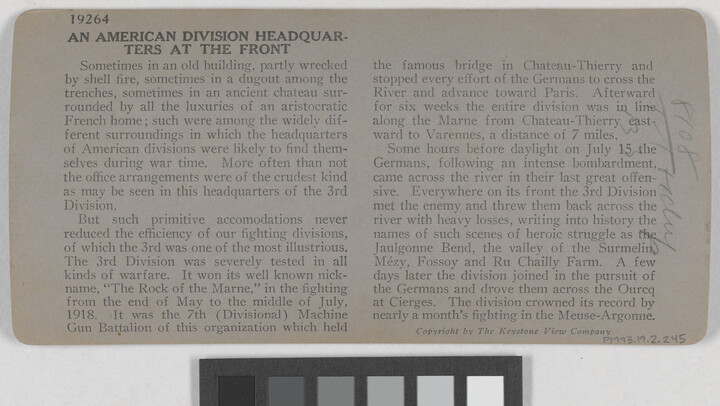 19264
AN AMERICAN DIVISION HEADQUAR-
TERS AT THE FRONT
Sometimes in an old building, partly wrecked
by shell fire, sometimes in a dugout among the
trenches, sometimes in an ancient chateau sur-
rounded by all the luxuries of an aristocratic
French home; such were among the widely dif-
ferent surroundings in which the headquarters
of American divisions were likely to find them-
selves during war time. More often than not
the office arrangements were of the crudest kind
as may be seen in this headquarters of the 3rd
Division.
But such primitive accomodations never
reduced the efficiency of our fighting divisions,
of which the 3rd was one of the most illustrious.
The 3rd Division was severely tested in all
kinds of warfare. It won its well known nick-
name, "The Rock of the Marne," in the fighting
from the end of May to the middle of July,
1918. It was the 7th (Divisional) Machine
Gun Battalion of this organization which held
the famous bridge in Chateau-Thierry and
stopped every effort of the Germans to cross the
River and advance toward Paris. Afterward
for six weeks the entire division was in line
along the Marne from Chateau-Thierry east-
ward to Varennes, a distance of 7 miles.
Some hours before daylight on July 15 the
Germans, following an intense bombardment,
came across the river in their last great offen-
sive. Everywhere on its front the 3rd Division
met the enemy and threw them back across the
river with heavy losses, writing into history the
names of such scenes of heroic struggle as the
Jaulgonne Bend, the valley of the Surmelin,
Mézy, Fossoy and Ru Chailly Farm. A few
days later the division joined in the pursuit of
the Germans and drove them across the Ourcq
at Cierges. The division crowned its record by
nearly a month's fighting in the Meuse-Argonne.
Copyright by The Keystone View Company
8108